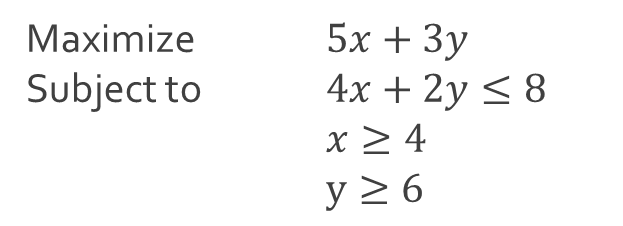 Maximize 5x + 3y
Subject to 4x + 2y ≤ 8
x ≥ 4
y ≥ 6